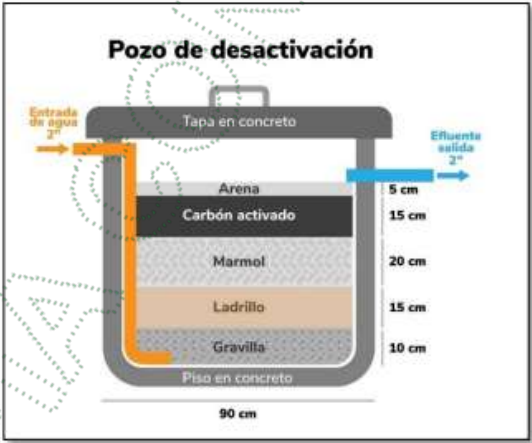 Pozo de desactivación
Entrada
de agua
2"
Tapa en concreto
Efluente
salida
2"
Arena
5 cm
Carbón activado
15 cm
Marmol
20 cm
Ladrillo
15 cm
Gravilla
10 cm
Piso en concreto
90 cm